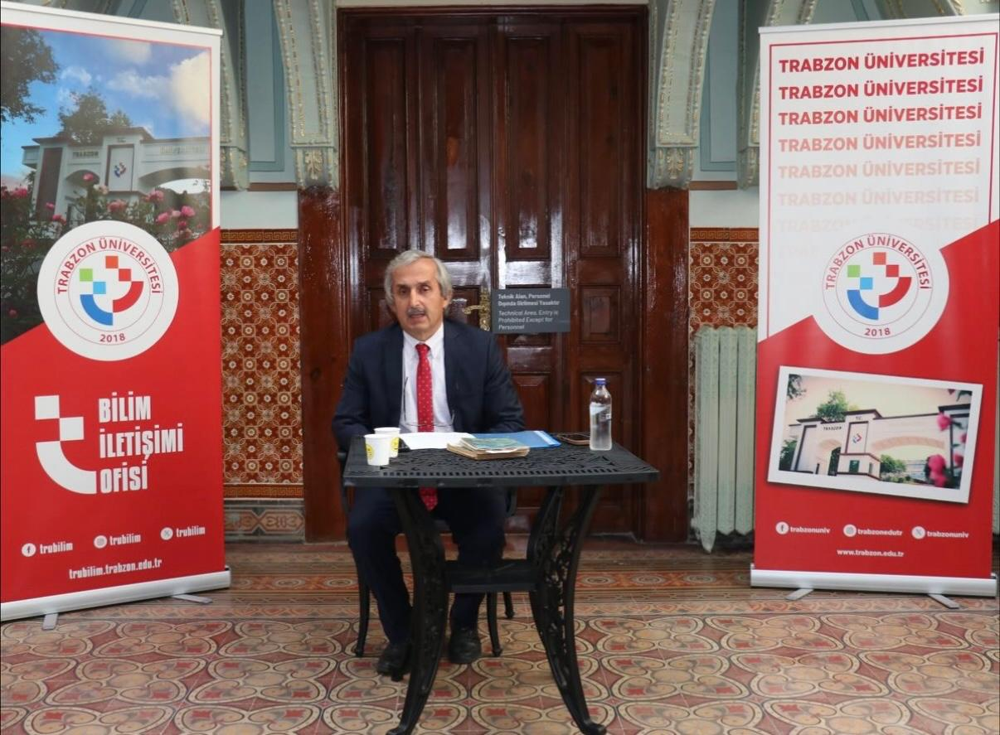 TRABZON ÜNİVERSİTESİ
2018
BİLİM
İLETİŞİMİ
OFİSİ
trubilim
trubilim
trubilim
trubilim.trabzon.edu.tr
TRABZON
Teknik Alan, Personel
Dışında Girilmesi Yasaktır
Technical Area. Entry is
Prohibited Except for
Personnel
TRABZON ÜNİVERSİTESİ
TRABZON ÜNİVERSİTESİ
TRABZON ÜNİVERSİTESİ
TRABZON ÜNİVERSİTESİ
TRABZON ÜNİVERSİTESİ
TRABZON ÜNİVERSİTESİ
TRABZON ÜNİVERSİTESİ
2018
TRABZON
T.C.
trabzonuniv
trabzonedutr
trabzonuniv
www.trabzon.edu.tr